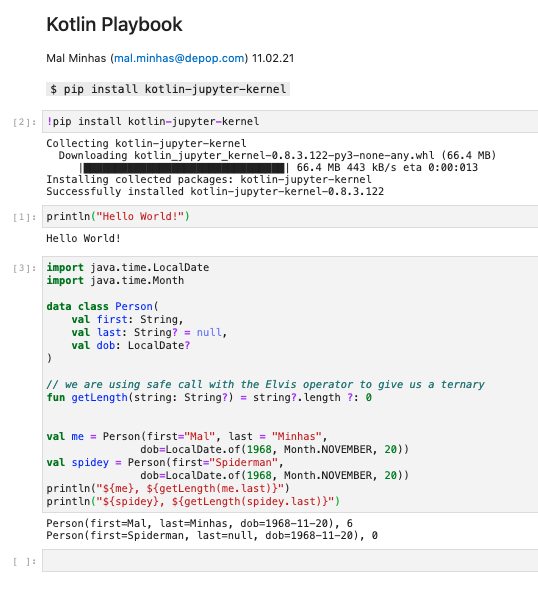 Kotlin Playbook
Mal Minhas (mal.minhas@depop.com) 11.02.21
$ pip install kotlin-jupyter-kernel
[2]: !pip install kotlin-jupyter-kernel
Collecting kotlin-jupyter-kernel
  Downloading kotlin_jupyter_kernel-0.8.3.122-py3-none-any.whl (66.4 MB)
     |████████████████████████████████| 66.4 MB 443 kB/s eta 0:00:013
Installing collected packages: kotlin-jupyter-kernel
Successfully installed kotlin-jupyter-kernel-0.8.3.122
[1]: println("Hello World!")
Hello World!
[3]: import java.time.LocalDate
import java.time.Month

data class Person(
    val first: String,
    val last: String? = null,
    val dob: LocalDate?
)

// we are using safe call with the Elvis operator to give us a ternary
fun getLength(string: String?) = string?.length ?: 0


val me = Person(first="Mal", last = "Minhas",
               dob=LocalDate.of(1968, Month.NOVEMBER, 20))
val spidey = Person(first="Spiderman",
               dob=LocalDate.of(1968, Month.NOVEMBER, 20))
println("${me}, ${getLength(me.last)}")
println("${spidey}, ${getLength(spidey.last)}")
Person(first=Mal, last=Minhas, dob=1968-11-20), 6
Person(first=Spiderman, last=null, dob=1968-11-20), 0
[ ]: